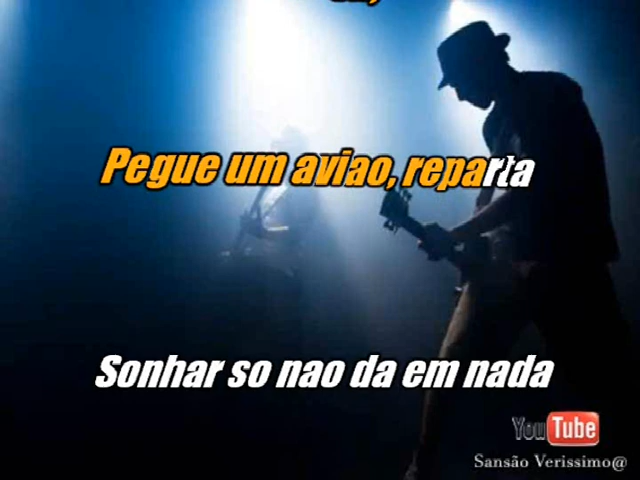 Pegue um aviao, reparta
Sonhar so nao da em nada
YouTube
Sansão Verissimo@